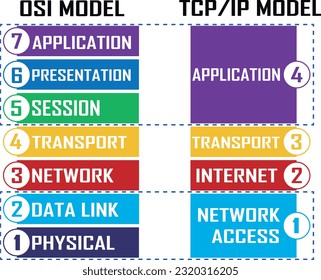 OSI MODEL
TCP/IP MODEL
7 APPLICATION
6 PRESENTATION
5 SESSION
APPLICATION 4
4 TRANSPORT
TRANSPORT 3
3 NETWORK
INTERNET 2
2 DATA LINK
1 PHYSICAL
NETWORK
ACCESS 1
shutterstock.com · 2320316205